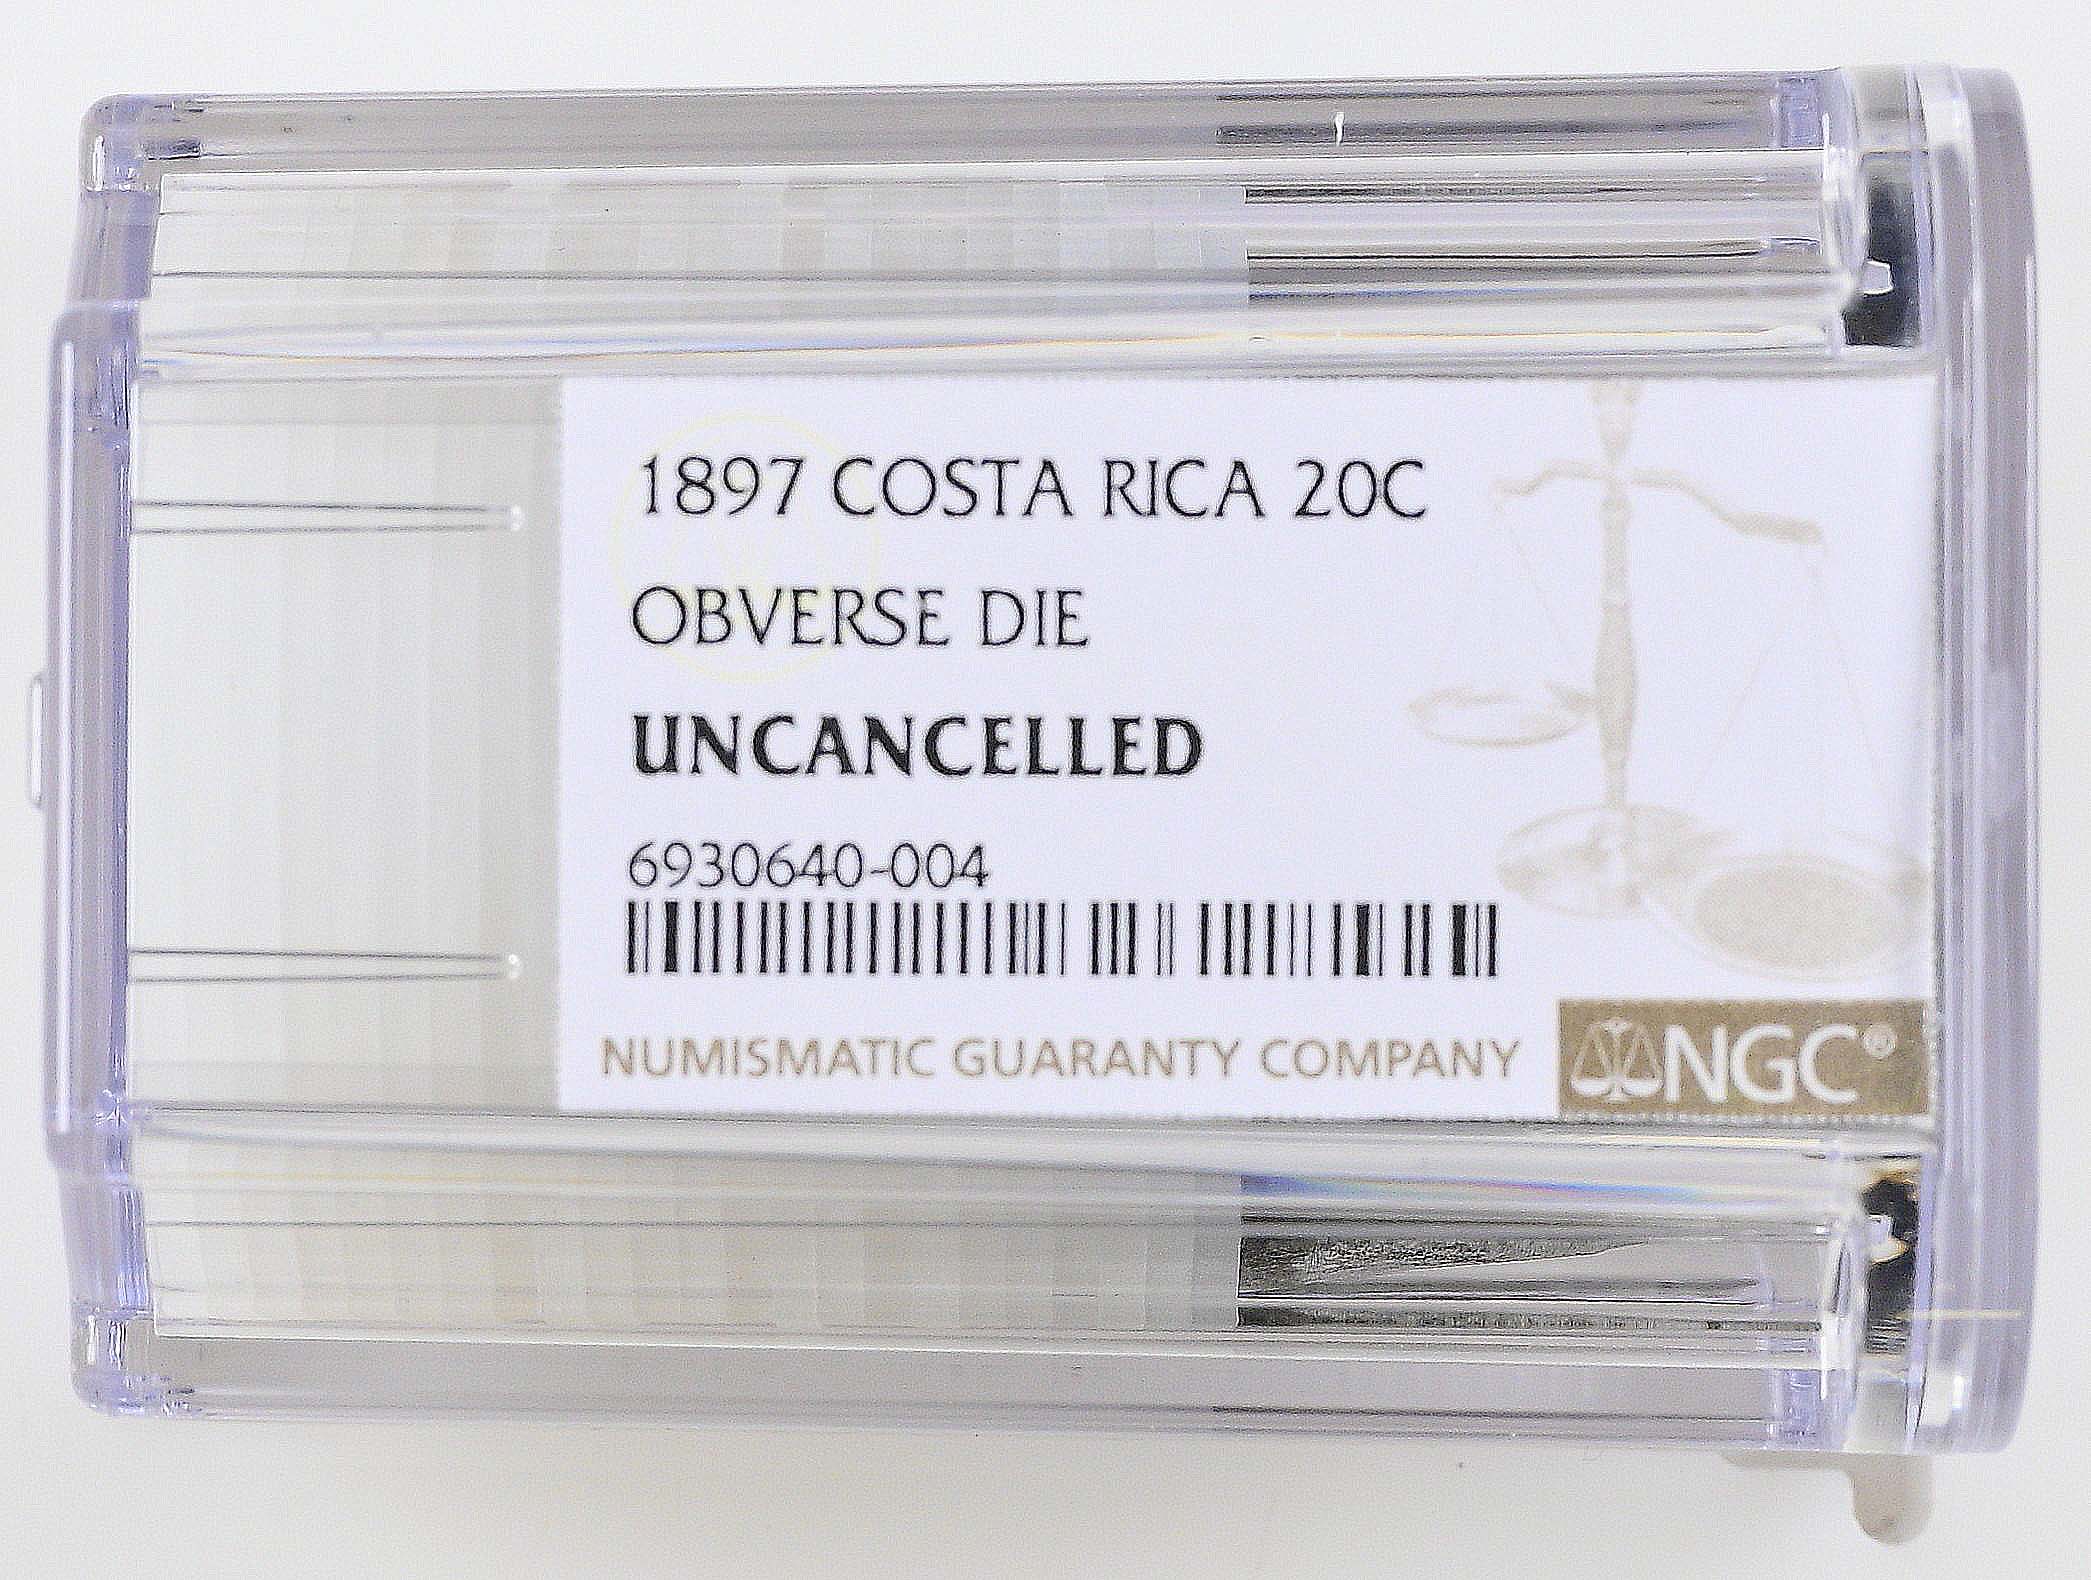 1897 COSTA RICA 20C
OBVERSE DIE
UNCANCELLED
6930640-004
NUMISMATIC GUARANTY COMPANY
NGC®